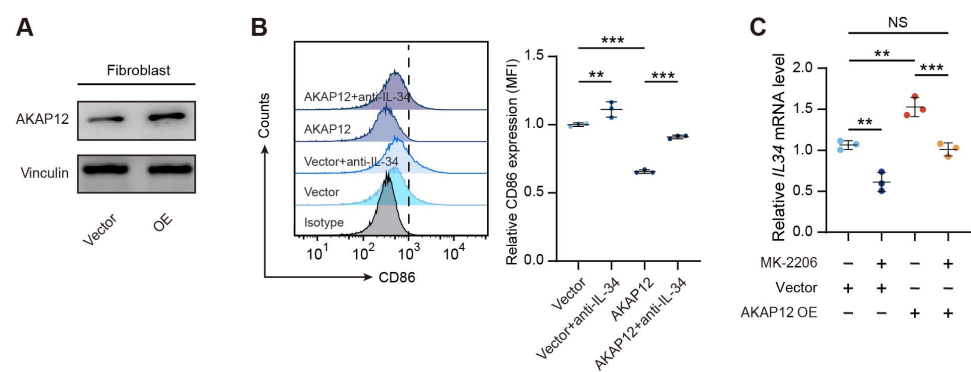 A
Fibroblast
AKAP12
Vinculin
Vector
OE
B
Counts
AKAP12+anti-IL-34
AKAP12
Vector+anti-IL-34
Vector
Isotype
10¹ 10² 10³ 10⁴
CD86
Relative CD86 expression (MFI)
1.5
1.0
0.5
0.0
***
** ***
Vector
Vector+anti-IL-34
AKAP12
AKAP12+anti-IL-34
C
Relative IL34 mRNA level
2.0
1.5
1.0
0.5
0.0
NS
**
***
**
MK-2206 − + − +
Vector + + − −
AKAP12 OE − − + +